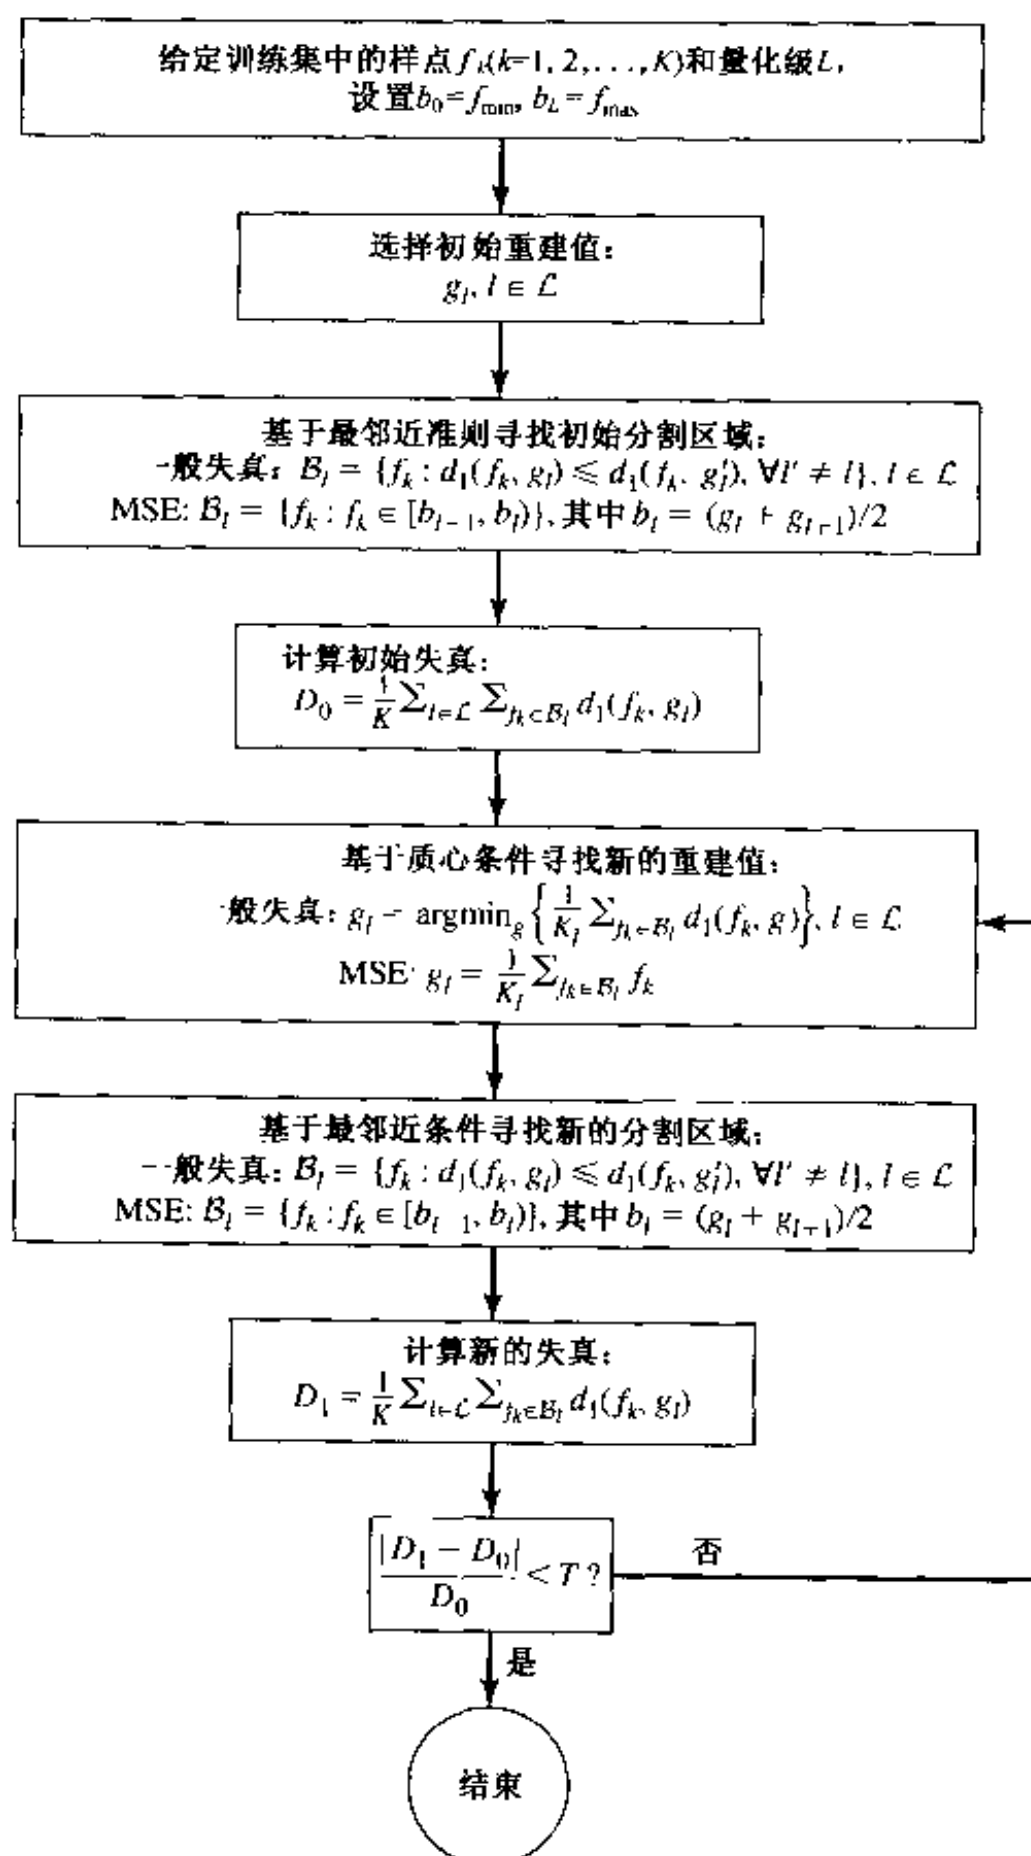 给定训练集中的样点f_k(k=1, 2, . . . , K)和量化级L,
设置b_0=f_min, b_L=f_max
选择初始重建值：
g_l, l ∈ ℒ
基于最邻近准则寻找初始分割区域：
一般失真：ℬ_l = {f_k : d_1(f_k, g_l) ⩽ d_1(f_k, g_l'), ∀l' ≠ l}, l ∈ ℒ
MSE: ℬ_l = {f_k : f_k ∈ [b_{l-1}, b_l)}, 其中 b_l = (g_l + g_{l+1})/2
计算初始失真：
D_0 = 1/K ∑_{l∈ℒ} ∑_{f_k∈ℬ_l} d_1(f_k, g_l)
基于质心条件寻找新的重建值：
一般失真：g_l = argmin_g {1/K_l ∑_{f_k∈ℬ_l} d_1(f_k, g)}, l ∈ ℒ
MSE: g_l = 1/K_l ∑_{f_k∈ℬ_l} f_k
基于最邻近条件寻找新的分割区域：
一般失真：ℬ_l = {f_k : d_1(f_k, g_l) ⩽ d_1(f_k, g_l'), ∀l' ≠ l}, l ∈ ℒ
MSE: ℬ_l = {f_k : f_k ∈ [b_{l-1}, b_l)}, 其中 b_l = (g_l + g_{l+1})/2
计算新的失真：
D_1 = 1/K ∑_{l∈ℒ} ∑_{f_k∈ℬ_l} d_1(f_k, g_l)
|D_1 − D_0|/D_0 < T ?
否
是
结束